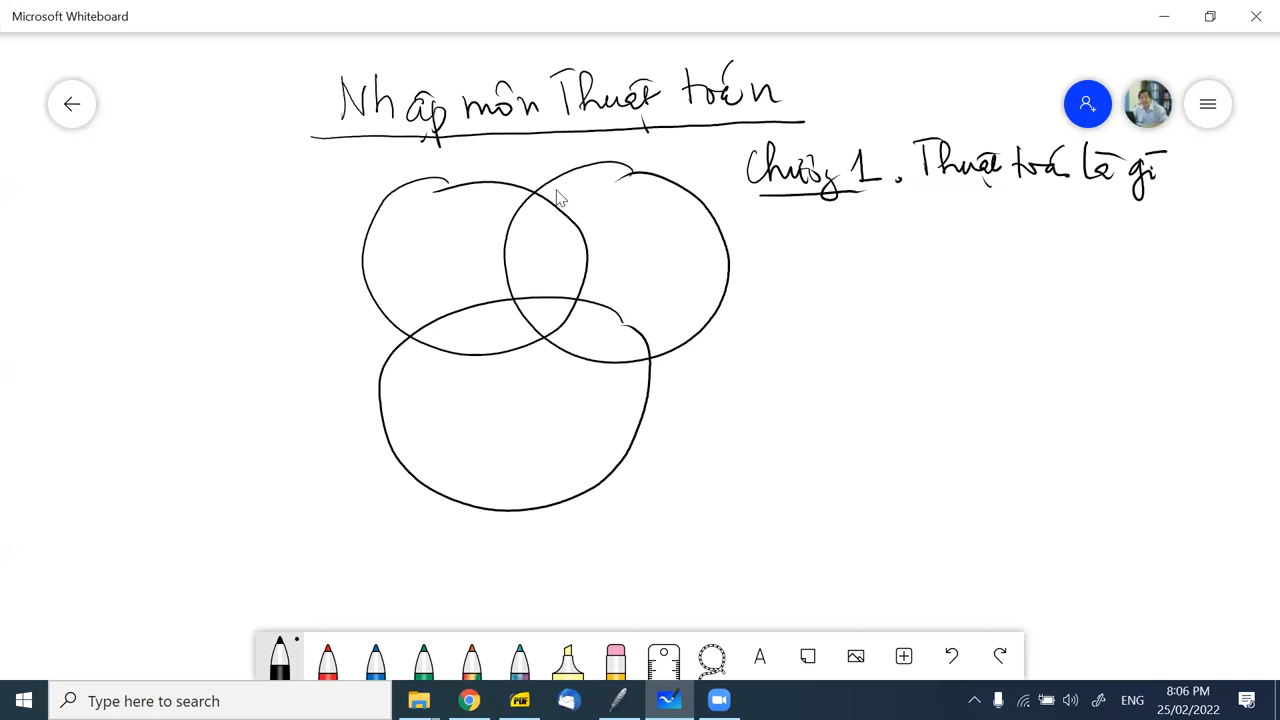 Microsoft Whiteboard
Nhập môn Thuật toán
Chương 1. Thuật toán là gì
Type here to search
PDF
ENG
8:06 PM
25/02/2022